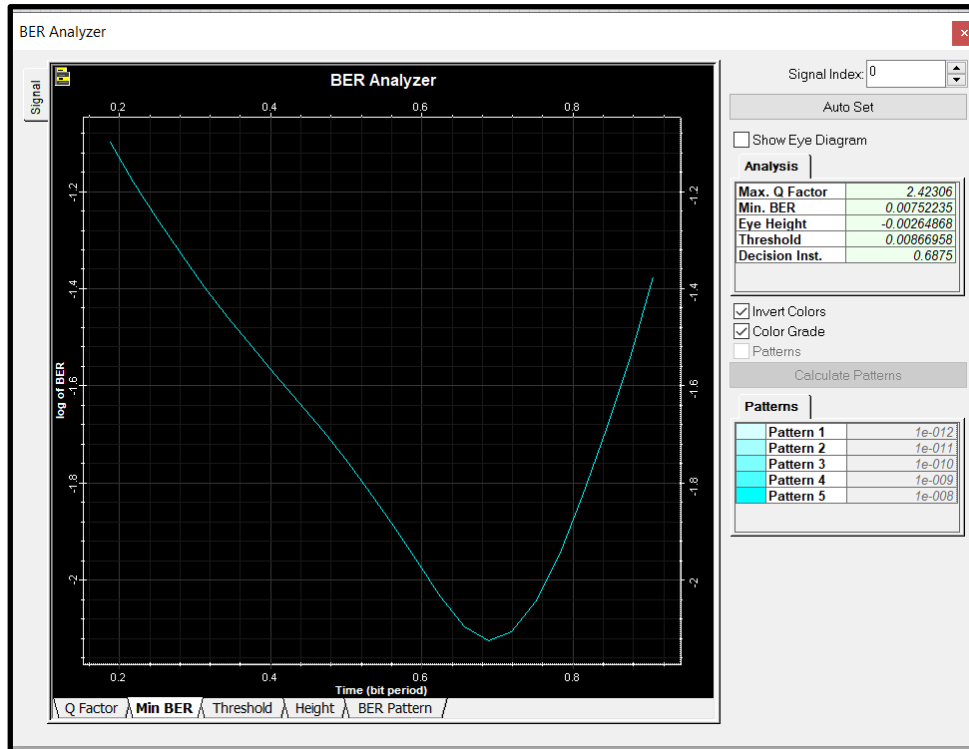 BER Analyzer
Signal
BER Analyzer
0.2 0.4 0.6 0.8
-1.2 -1.2
-1.4 -1.4
-1.6 -1.6
-1.8 -1.8
-2 -2
log of BER
0.2 0.4 0.6 0.8
Time (bit period)
Q Factor Min BER Threshold Height BER Pattern
Signal Index: 0
Auto Set
Show Eye Diagram
Analysis
Max. Q Factor 2.42306
Min. BER 0.00752235
Eye Height -0.00264868
Threshold 0.00866958
Decision Inst. 0.6875
Invert Colors
Color Grade
Patterns
Calculate Patterns
Patterns
Pattern 1 1e-012
Pattern 2 1e-011
Pattern 3 1e-010
Pattern 4 1e-009
Pattern 5 1e-008